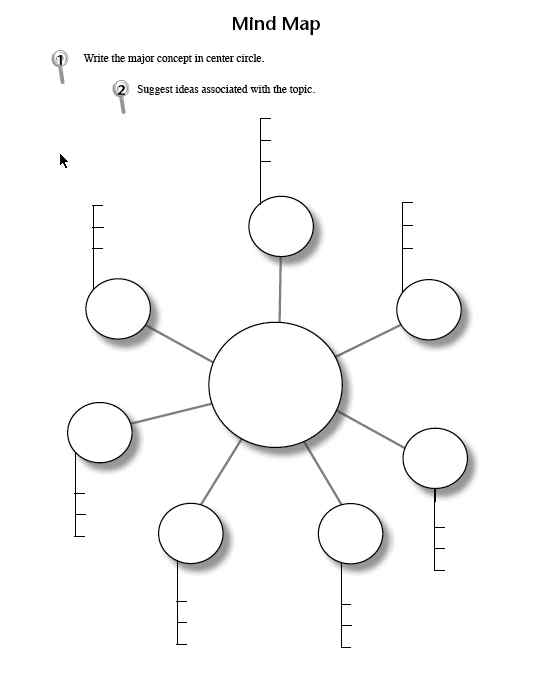 Mind Map
1 Write the major concept in center circle.
2 Suggest ideas associated with the topic.